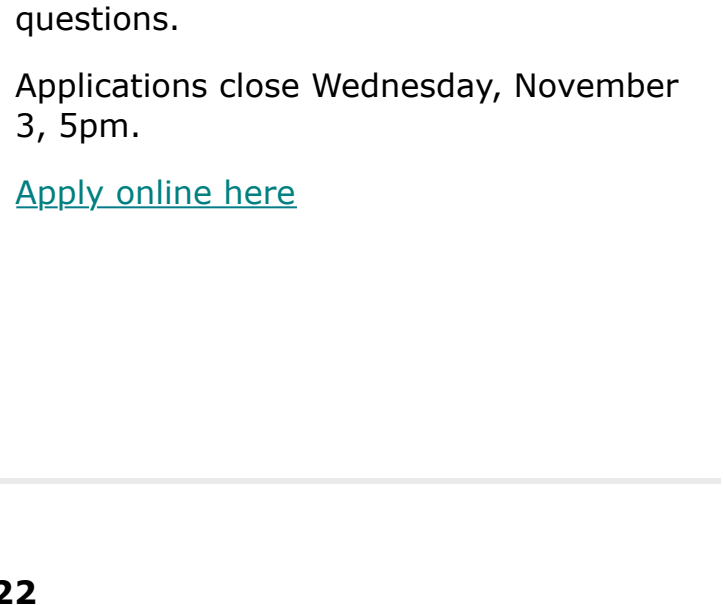 questions.
Applications close Wednesday, November
3, 5pm.
Apply online here
22